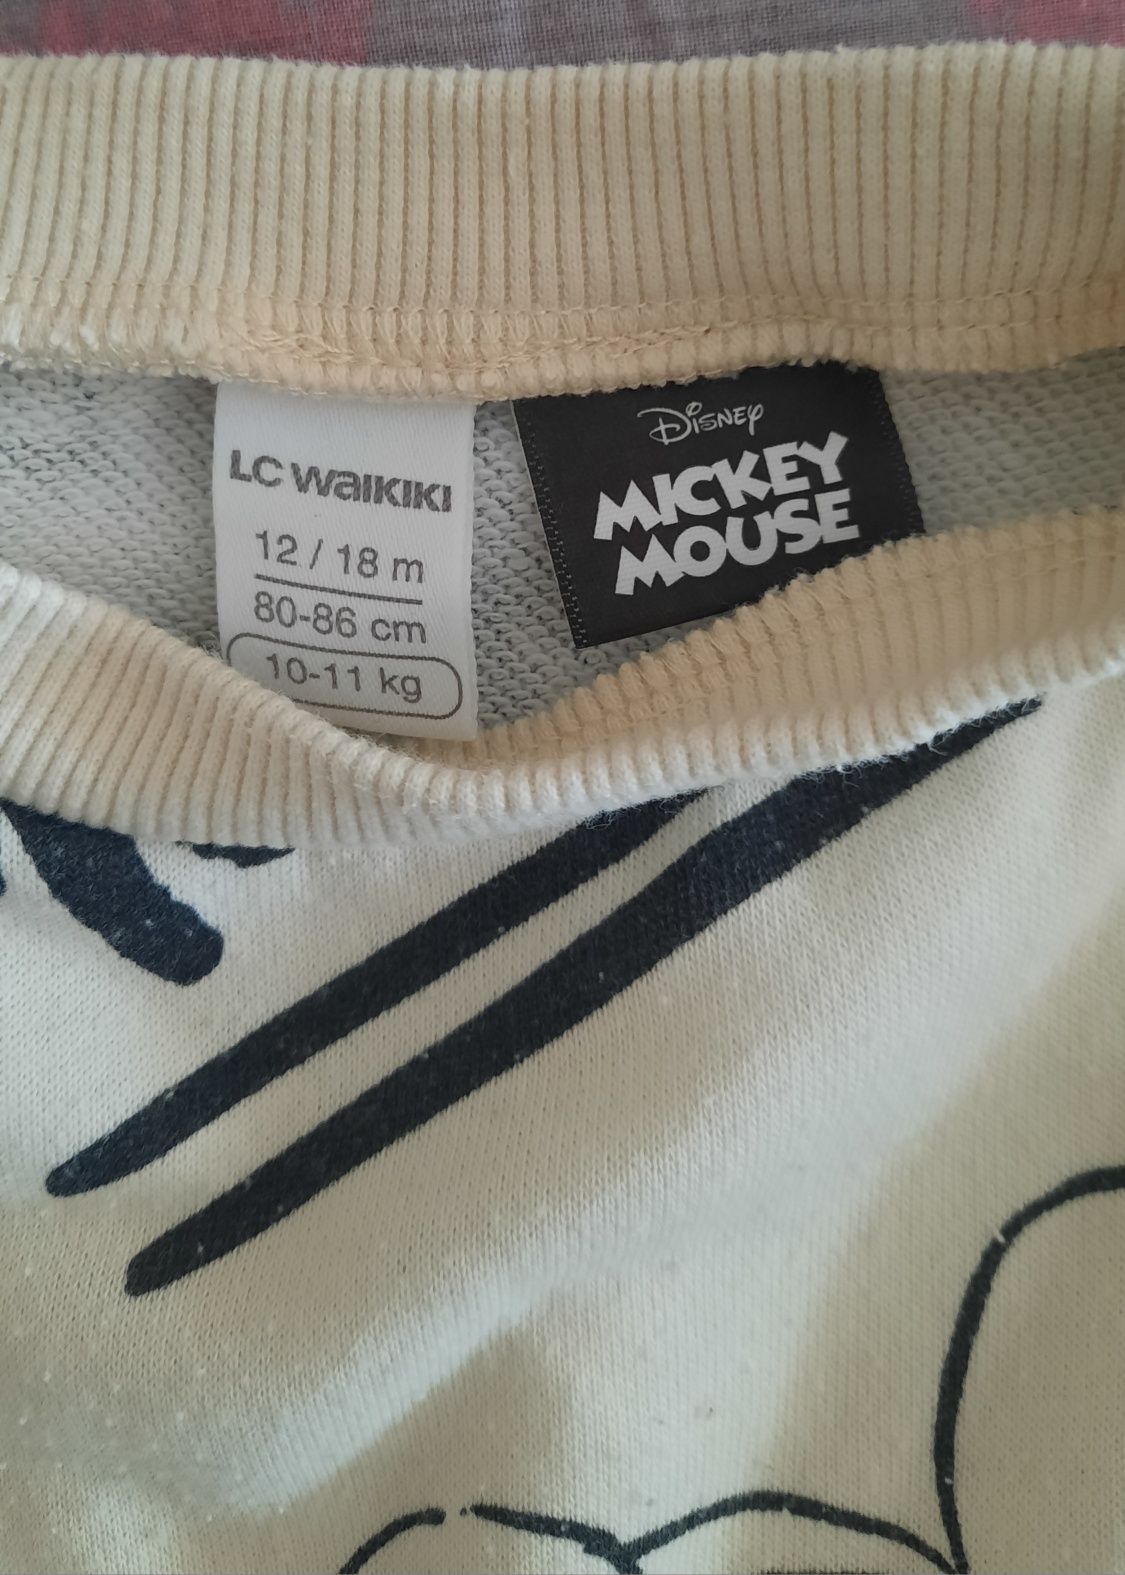 LC WAIKIKI
12 / 18 m
80-86 cm
10-11 kg
Disney
MICKEY
MOUSE